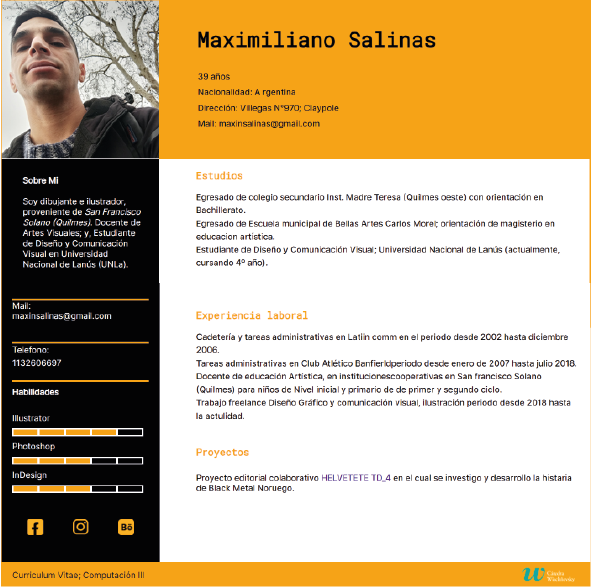 Maximiliano Salinas
39 años
Nacionalidad: Argentina
Dirección: Villegas N°970; Claypole
Mail: maxinsalinas@gmail.com
Sobre Mi
Soy dibujante e ilustrador,
proveniente de San Francisco
Solano (Quilmes). Docente de
Artes Visuales; y, Estudiante
de Diseño y Comunicación
Visual en Universidad
Nacional de Lanús (UNLa).
Mail:
maxinsalinas@gmail.com
Telefono:
1132606697
Habilidades
Illustrator
Photoshop
InDesign
Estudios
Egresado de colegio secundario Inst. Madre Teresa (Quilmes oeste) con orientación en
Bachillerato.
Egresado de Escuela municipal de Bellas Artes Carlos Morel; orientación de magisterio en
educacion artistica.
Estudiante de Diseño y Comunicación Visual; Universidad Nacional de Lanús (actualmente,
cursando 4º año).
Experiencia laboral
Cadetería y tareas administrativas en Latiin comm en el periodo desde 2002 hasta diciembre
2006.
Tareas administrativas en Club Atlético Banfierldperiodo desde enero de 2007 hasta julio 2018.
Docente de educación Artistica, en institucionescooperativas en San francisco Solano
(Quilmes) para niños de Nivel inicial y primario de de primer y segundo ciclo.
Trabajo freelance Diseño Gráfico y comunicación visual, ilustración periodo desde 2018 hasta
la actulidad.
Proyectos
Proyecto editorial colaborativo HELVETETE TD_4 en el cual se investigo y desarrollo la histaria
de Black Metal Noruego.
Curriculum Vitae; Computación III